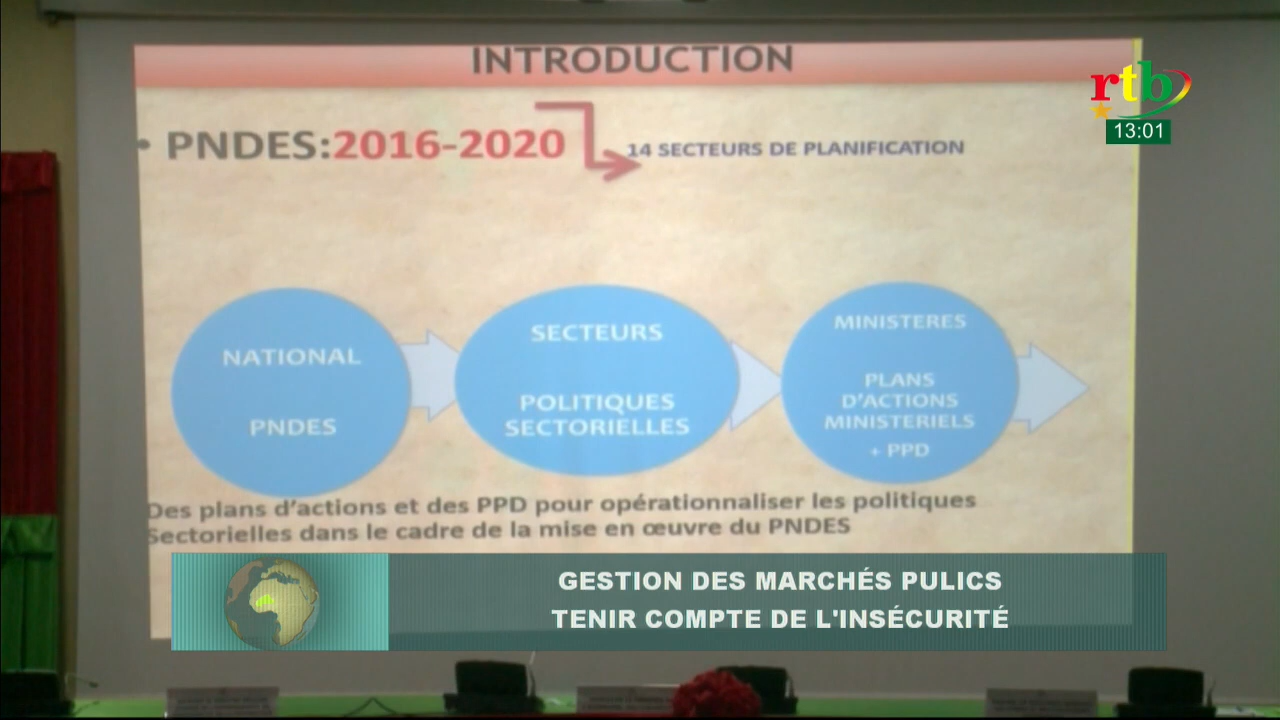 INTRODUCTION
rtb
13:01
• PNDES:2016-2020
14 SECTEURS DE PLANIFICATION
NATIONAL
PNDES
SECTEURS
POLITIQUES
SECTORIELLES
MINISTERES
PLANS
D'ACTIONS
MINISTERIELS
+ PPD
Des plans d'actions et des PPD pour opérationnaliser les politiques
Sectorielles dans le cadre de la mise en œuvre du PNDES
GESTION DES MARCHÉS PULICS
TENIR COMPTE DE L'INSÉCURITÉ